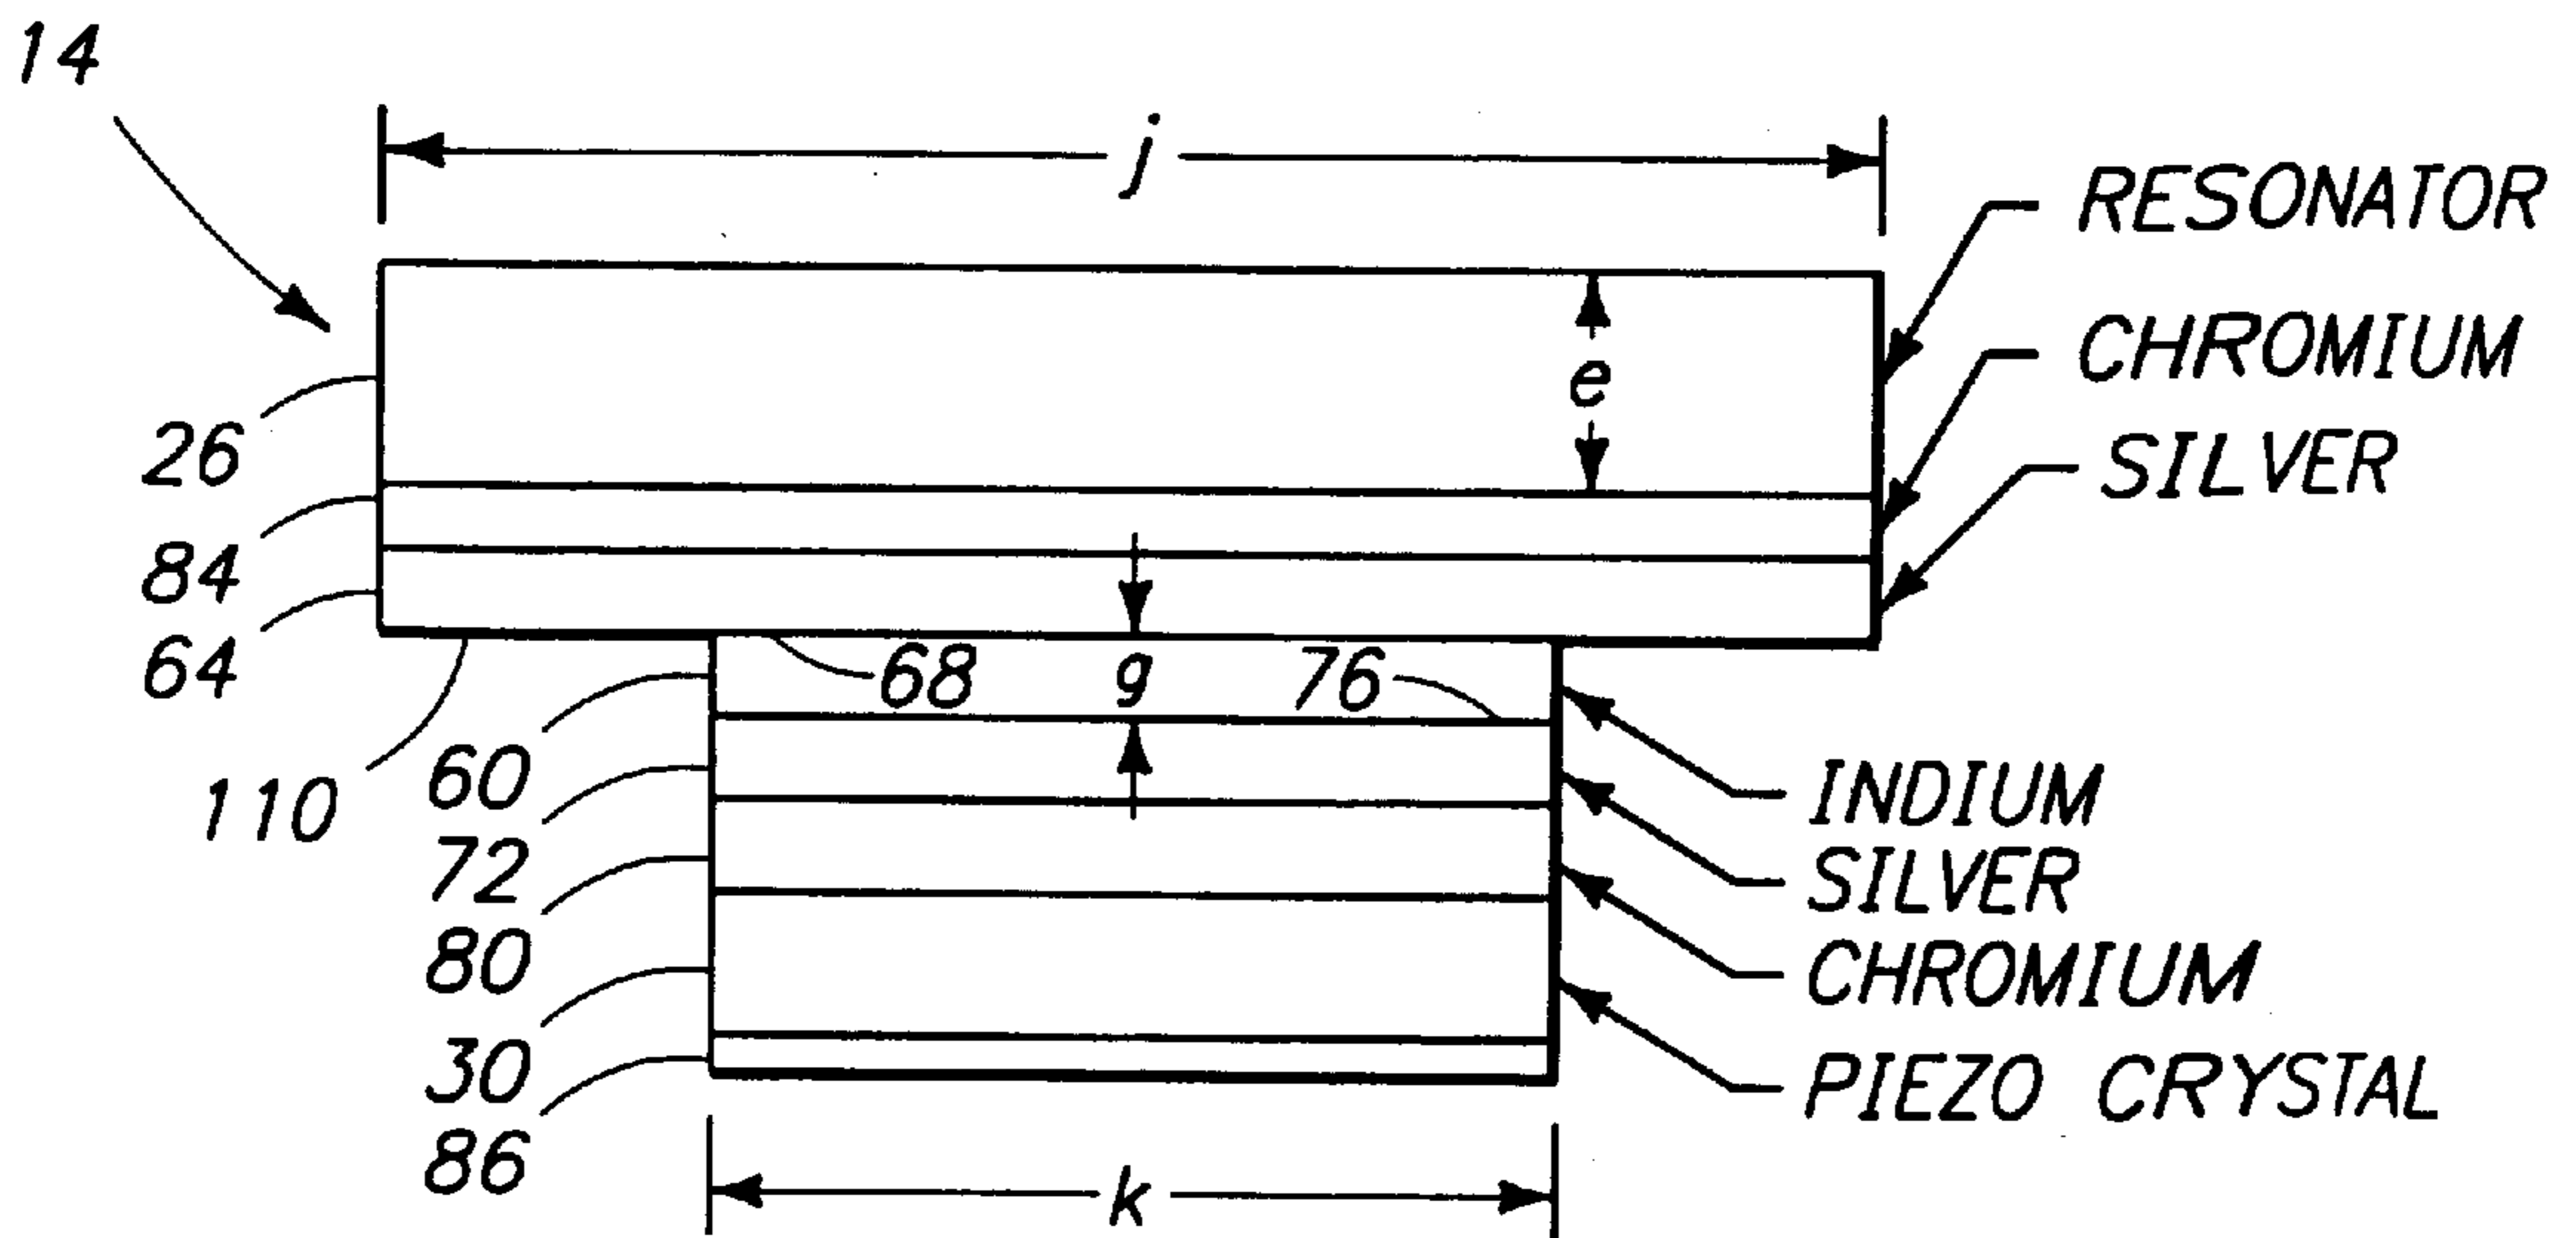 14
j
RESONATOR
e
CHROMIUM
26
SILVER
84
64
68
g
76
110
60
INDIUM
72
SILVER
80
CHROMIUM
30
PIEZO CRYSTAL
86
k